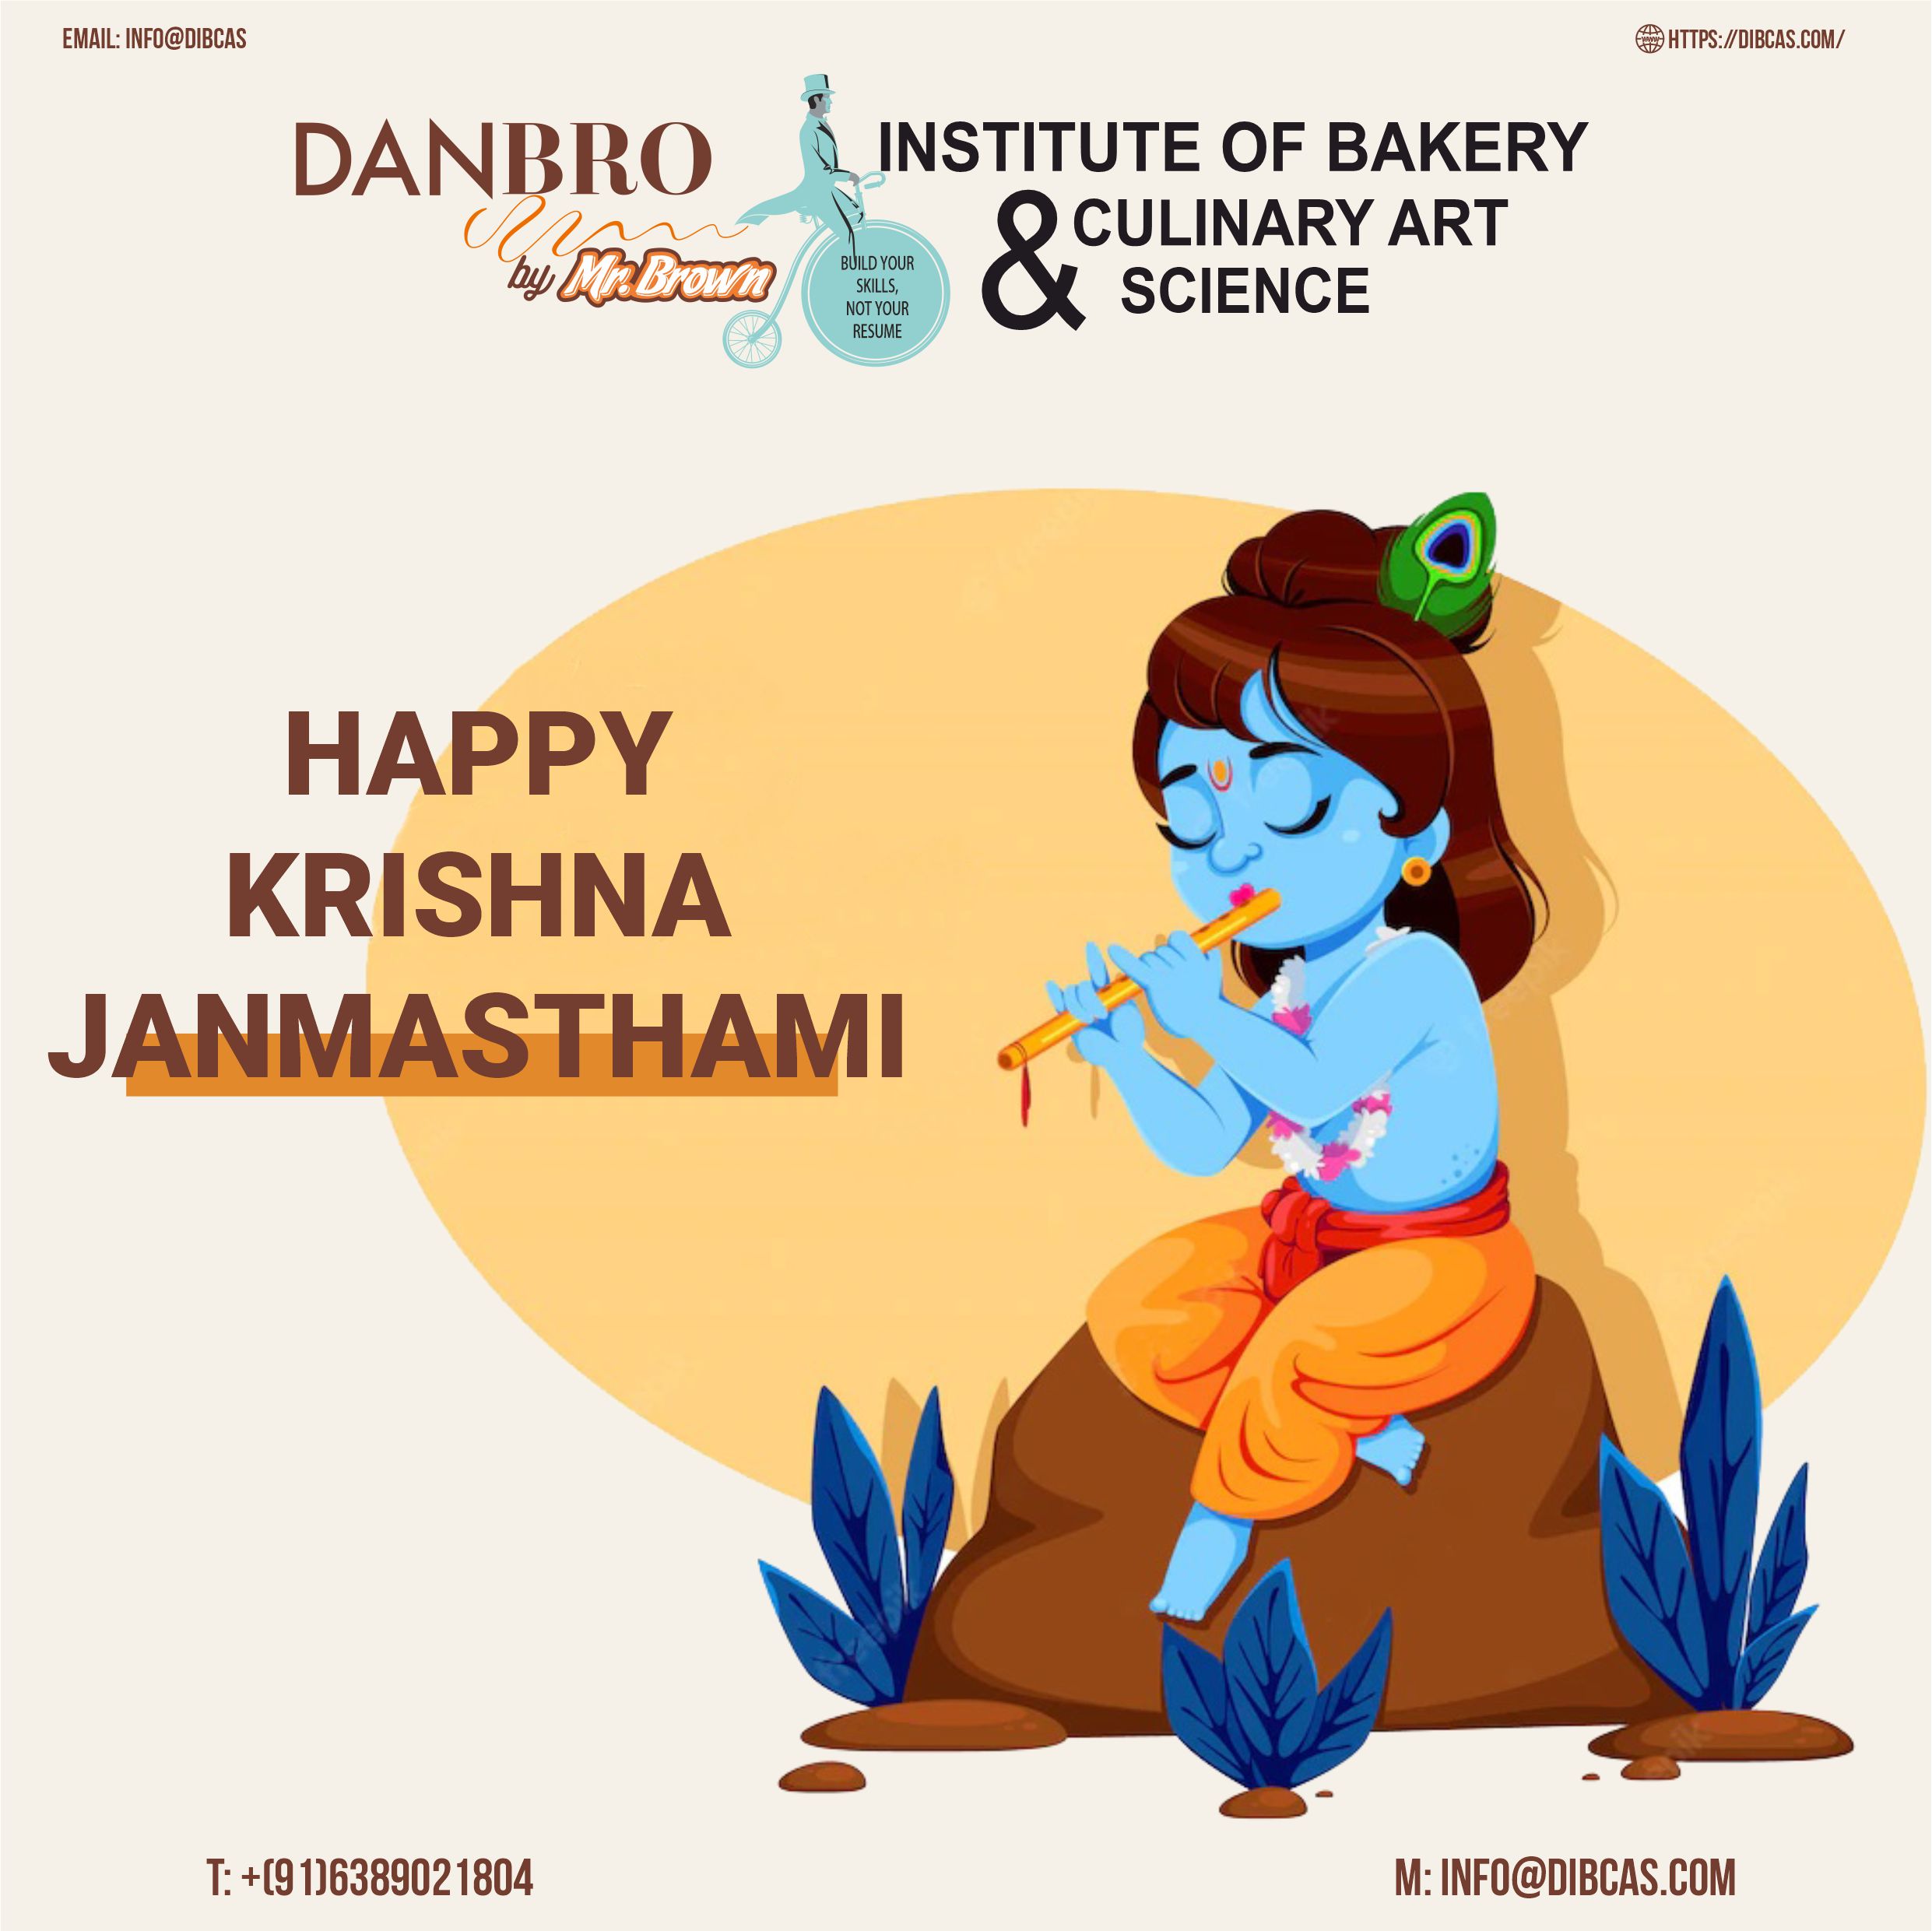 EMAIL: INFO@DIBCAS
HTTPS://DIBCAS.COM/
DANBRO
by Mr. Brown
BUILD YOUR
SKILLS,
NOT YOUR
RESUME
INSTITUTE OF BAKERY
& CULINARY ART
SCIENCE
HAPPY
KRISHNA
JANMASTHAMI
T: +(91)6389021804
M: INFO@DIBCAS.COM